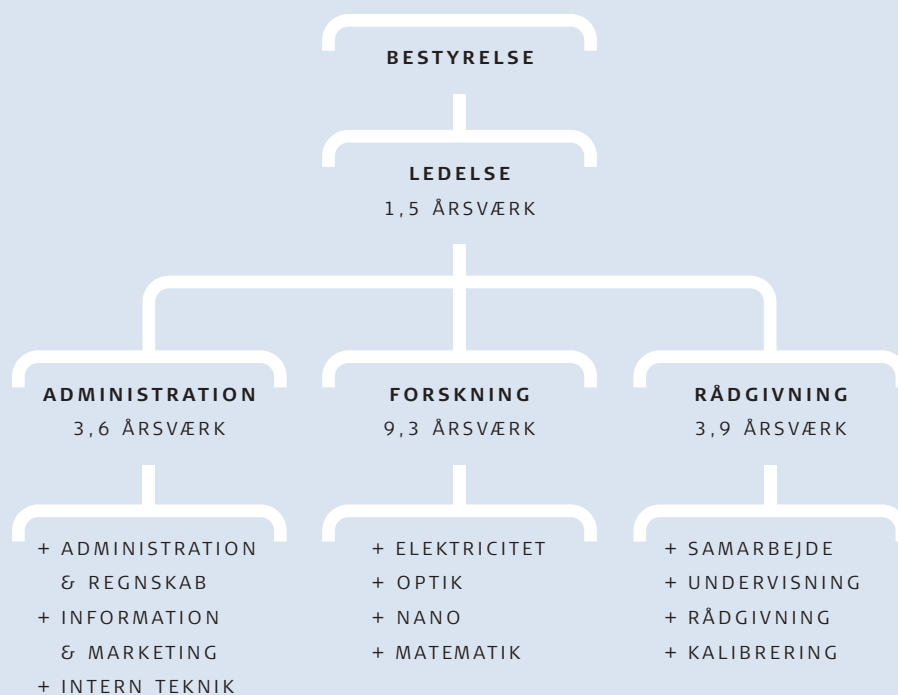 BESTYRELSE
LEDELSE
1,5 ÅRSVÆRK
ADMINISTRATION
3,6 ÅRSVÆRK
+ ADMINISTRATION
& REGNSKAB
+ INFORMATION
& MARKETING
+ INTERN TEKNIK
FORSKNING
9,3 ÅRSVÆRK
+ ELEKTRICITET
+ OPTIK
+ NANO
+ MATEMATIK
RÅDGIVNING
3,9 ÅRSVÆRK
+ SAMARBEJDE
+ UNDERVISNING
+ RÅDGIVNING
+ KALIBRERING